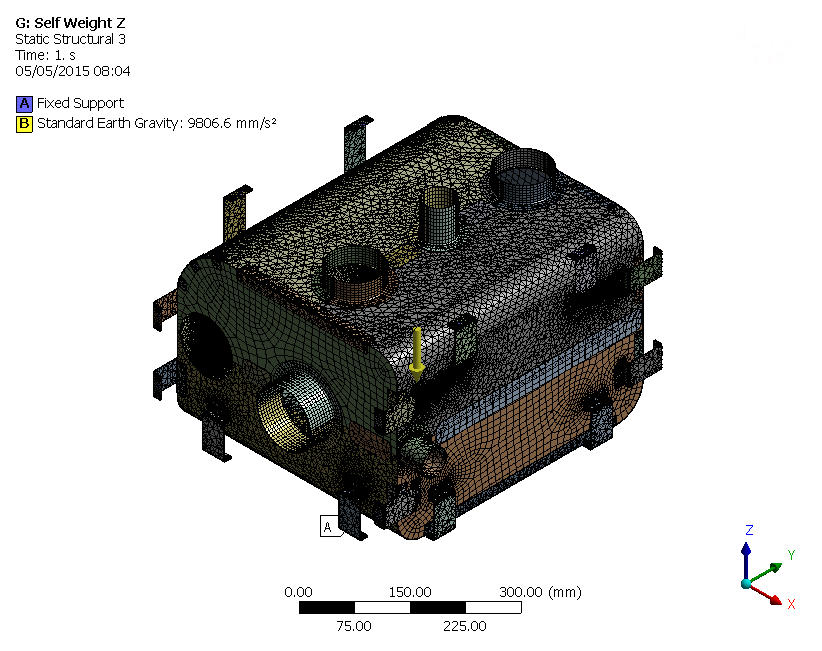 G: Self Weight Z
Static Structural 3
Time: 1. s
05/05/2015 08:04
A Fixed Support
B Standard Earth Gravity: 9806.6 mm/s²
A
Z
Y
X
0.00 150.00 300.00 (mm)
75.00 225.00